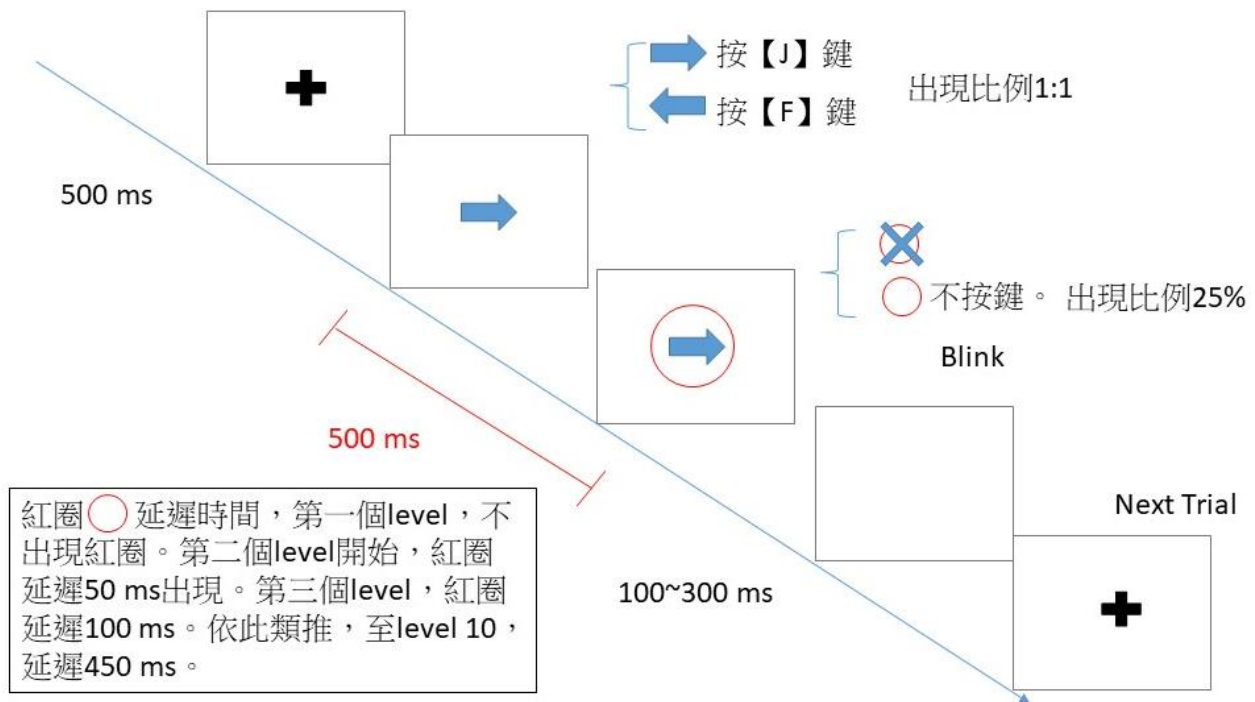 按【J】鍵
按【F】鍵
出現比例1:1
500 ms
不按鍵。 出現比例25%
Blink
500 ms
紅圈 延遲時間，第一個level，不
出現紅圈。第二個level開始，紅圈
延遲50 ms出現。第三個level，紅圈
延遲100 ms。依此類推，至level 10，
延遲450 ms。
100~300 ms
Next Trial